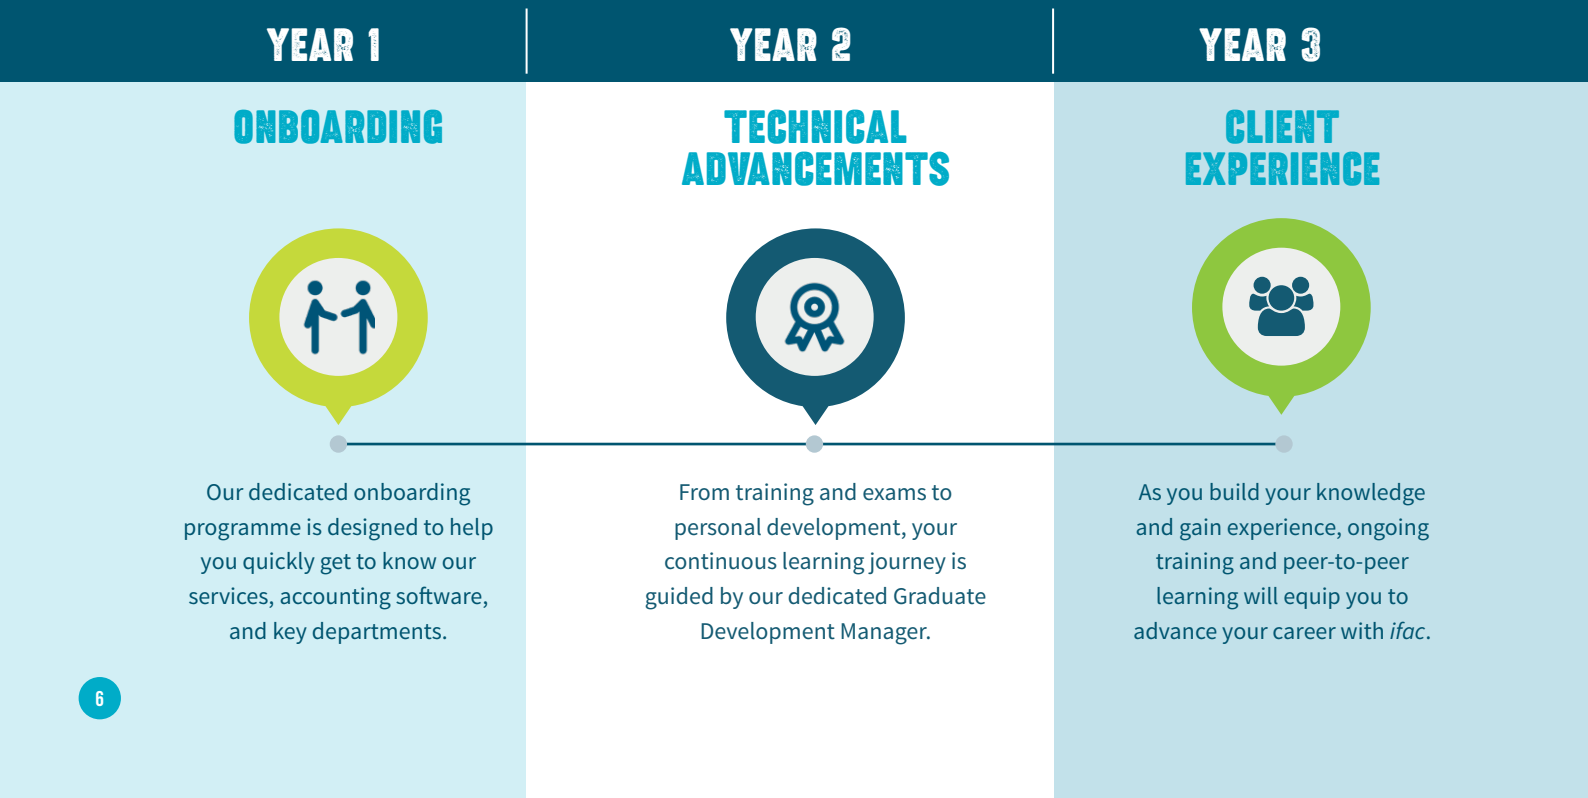 YEAR 1
YEAR 2
YEAR 3
ONBOARDING
TECHNICAL
ADVANCEMENTS
CLIENT
EXPERIENCE
Our dedicated onboarding
programme is designed to help
you quickly get to know our
services, accounting software,
and key departments.
From training and exams to
personal development, your
continuous learning journey is
guided by our dedicated Graduate
Development Manager.
As you build your knowledge
and gain experience, ongoing
training and peer-to-peer
learning will equip you to
advance your career with ifac.
6